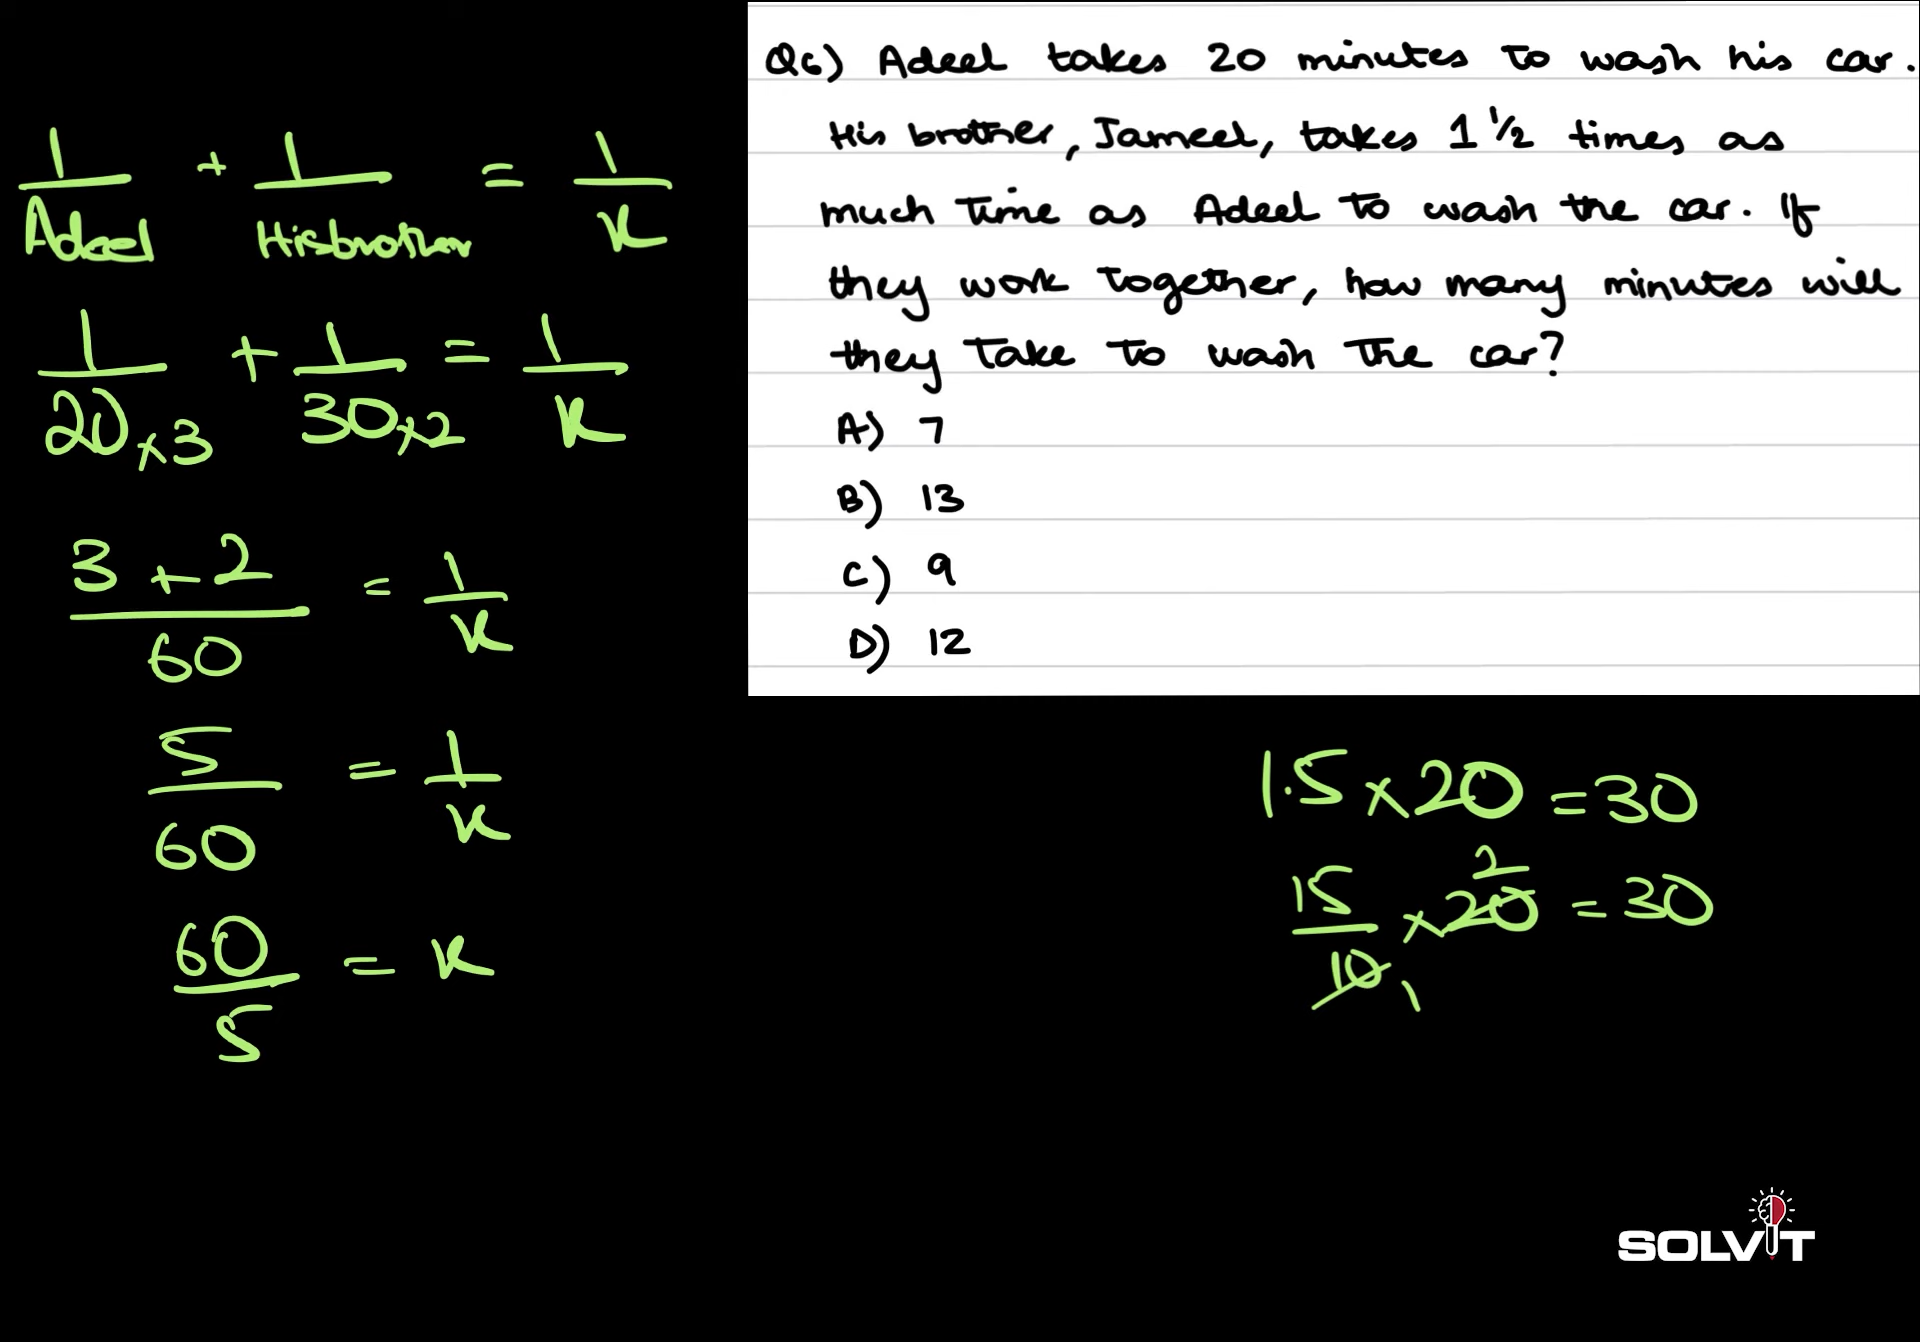 1/Adeel + 1/His brother = 1/x
1/20×3 + 1/30×2 = 1/x
3+2/60 = 1/x
5/60 = 1/x
60/5 = x
Q6) Adeel takes 20 minutes to wash his car.
His brother, Jameel, takes 1 1/2 times as
much time as Adeel to wash the car. If
they work together, how many minutes will
they take to wash the car?
A) 7
B) 13
C) 9
D) 12
1.5×20=30
15/10 1 ×20 2 =30
SOLVIT